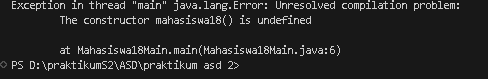 Exception in thread "main" java.lang.Error: Unresolved compilation problem:
The constructor mahasiswa18() is undefined
at Mahasiswa18Main.main(Mahasiswa18Main.java:6)
PS D:\praktikumS2\ASD\praktikum asd 2>